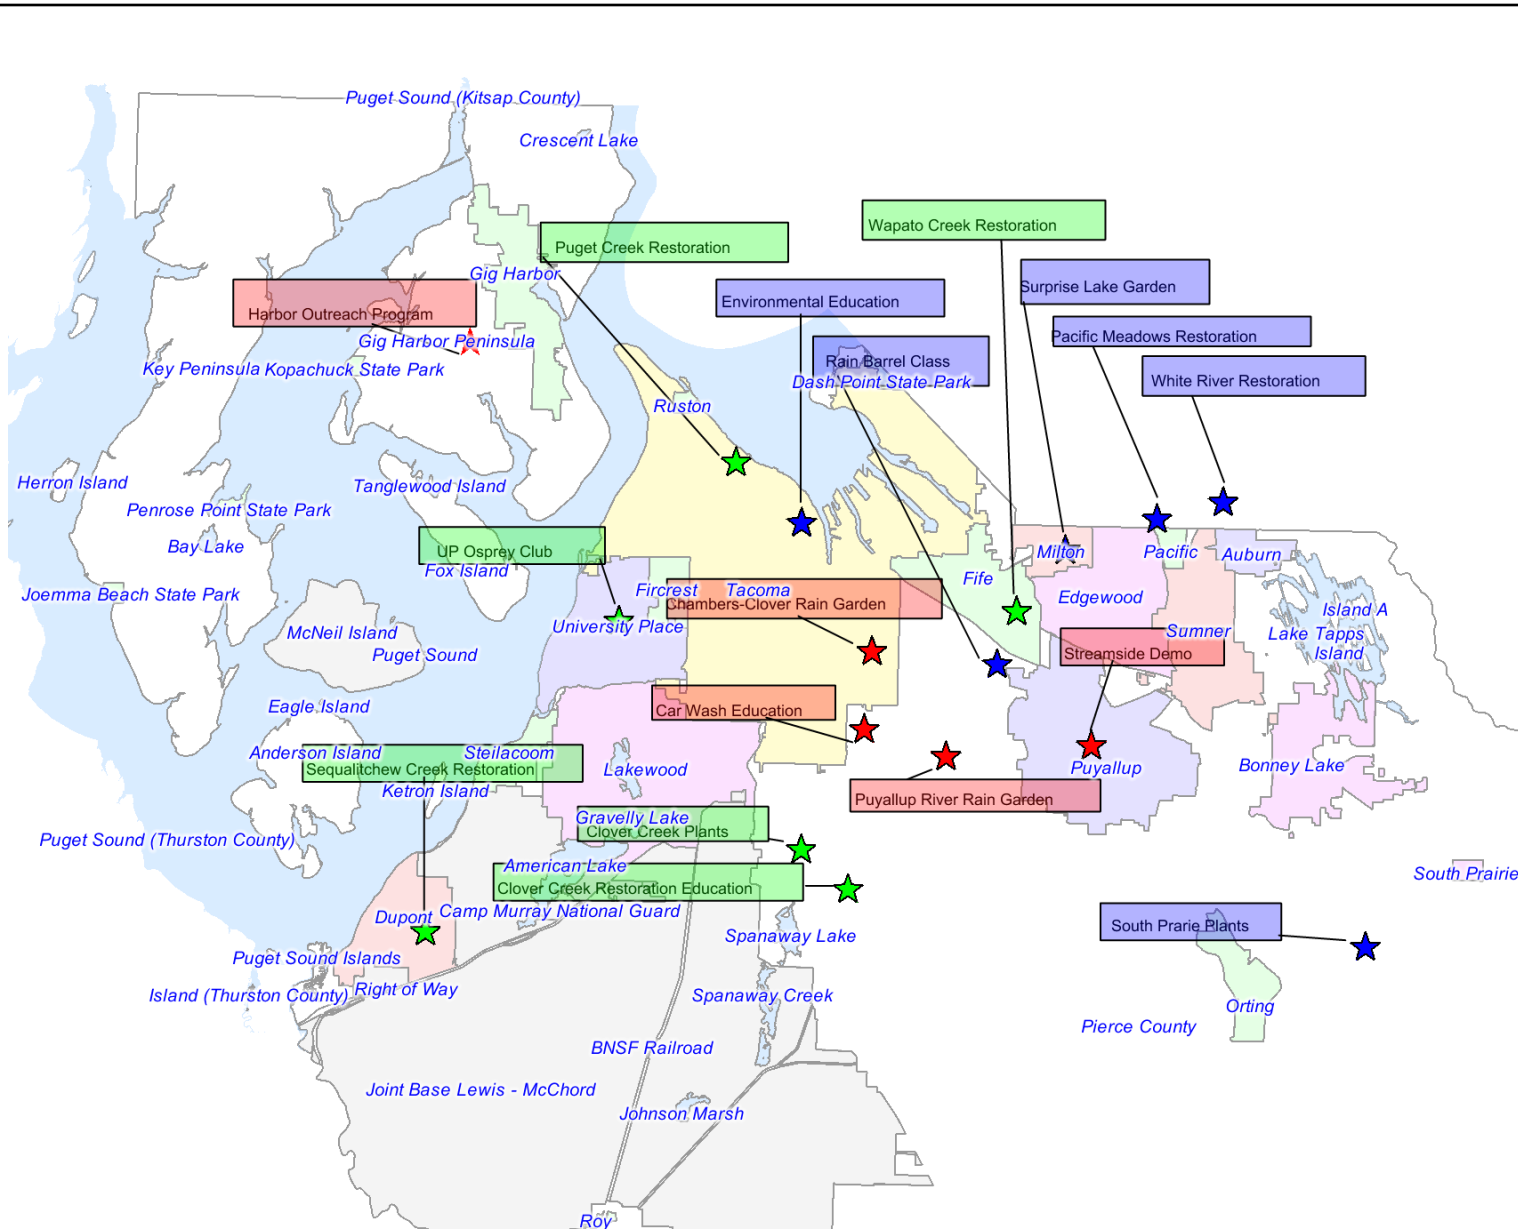 Puget Sound (Kitsap County)
Crescent Lake
Wapato Creek Restoration
Puget Creek Restoration
Gig Harbor
Surprise Lake Garden
Environmental Education
Harbor Outreach Program
Pacific Meadows Restoration
Gig Harbor Peninsula
Rain Barrel Class
Key Peninsula
Kopachuck State Park
Dash Point State Park
White River Restoration
Ruston
Herron Island
Tanglewood Island
Penrose Point State Park
Bay Lake
UP Osprey Club
Fox Island
Milton
Pacific
Auburn
Fife
Joemma Beach State Park
Fircrest
Tacoma
Chambers-Clover Rain Garden
Edgewood
Island A
McNeil Island
University Place
Sumner
Lake Tapps
Island
Puget Sound
Streamside Demo
Eagle Island
Car Wash Education
Anderson Island
Steilacoom
Sequalitchew Creek Restoration
Lakewood
Puyallup
Bonney Lake
Ketron Island
Puyallup River Rain Garden
Gravelly Lake
Clover Creek Plants
Puget Sound (Thurston County)
American Lake
South Prairie
Clover Creek Restoration Education
Dupont
Camp Murray National Guard
South Prarie Plants
Spanaway Lake
Puget Sound Islands
Right of Way
Island (Thurston County)
Spanaway Creek
Orting
Pierce County
BNSF Railroad
Joint Base Lewis - McChord
Johnson Marsh
Roy